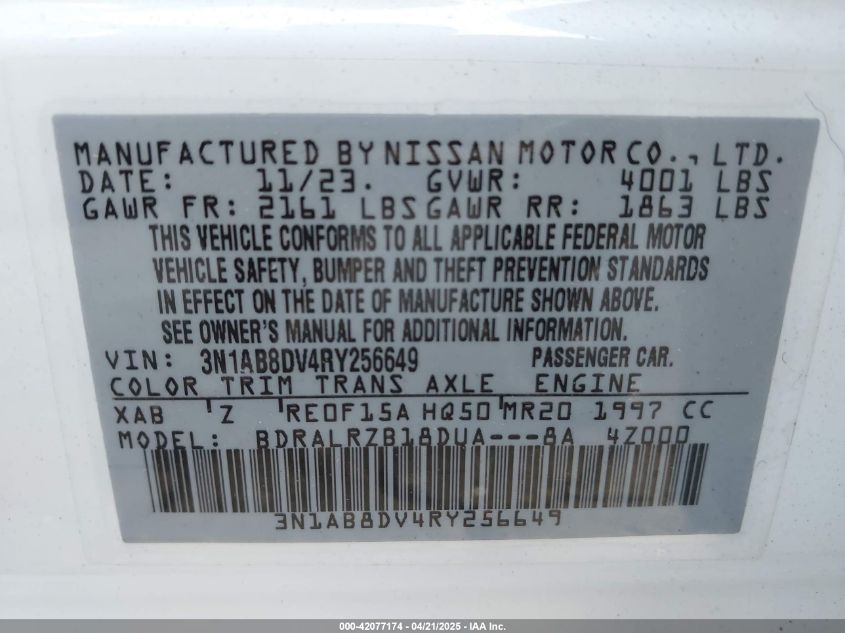 MANUFACTURED BY NISSAN MOTOR CO., LTD.
DATE: 11/23. GVWR: 4001 LBS
GAWR FR: 2161 LBS GAWR RR: 1863 LBS
THIS VEHICLE CONFORMS TO ALL APPLICABLE FEDERAL MOTOR
VEHICLE SAFETY, BUMPER AND THEFT PREVENTION STANDARDS
IN EFFECT ON THE DATE OF MANUFACTURE SHOWN ABOVE.
SEE OWNER'S MANUAL FOR ADDITIONAL INFORMATION.
VIN: 3N1AB8DV4RY256649 PASSENGER CAR.
COLOR TRIM TRANS AXLE ENGINE
XAB Z RE0F15A HQ50 MR20 1997 CC
MODEL: BDRALRZB18DUA---8A 4Z000
3N1AB8DV4RY256649
000-42077174 - 04/21/2025 - IAA Inc.